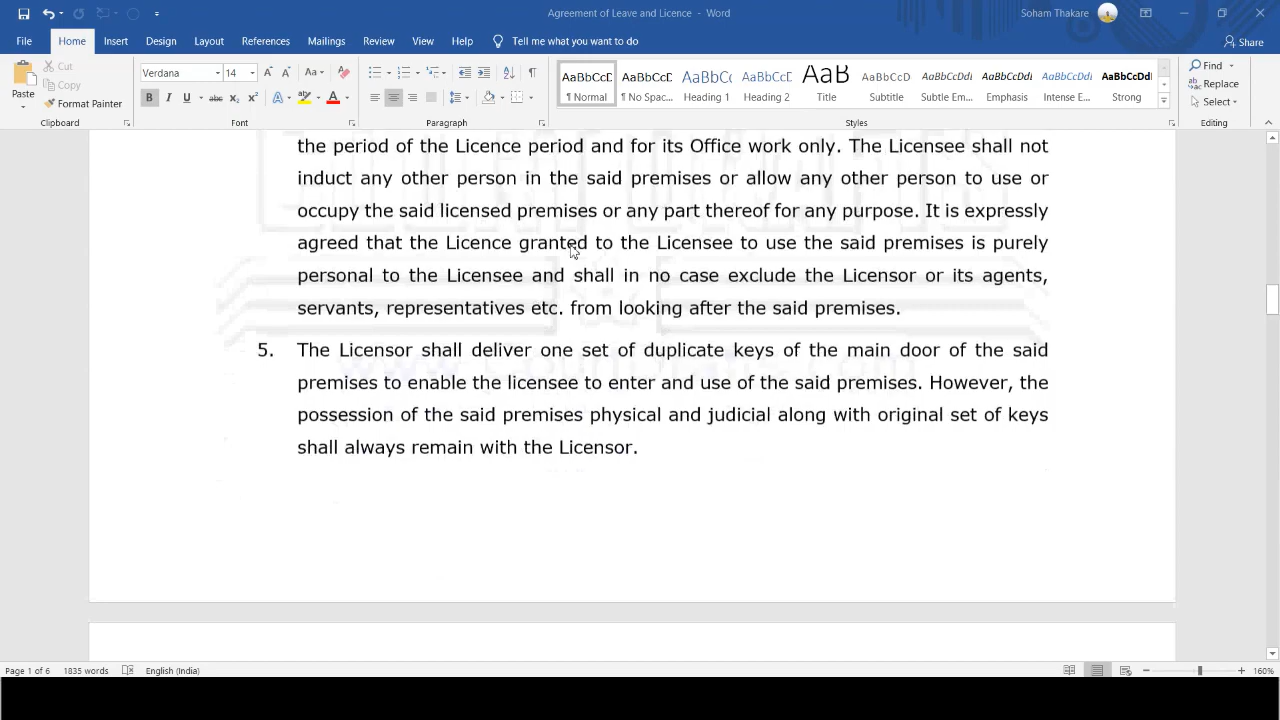 Agreement of Leave and Licence - Word
Soham Thakare
File Home Insert Design Layout References Mailings Review View Help Tell me what you want to do Share
Paste
Cut
Copy
Format Painter
Clipboard
Verdana 14
Font
Paragraph
AaBbCcD AaBbCcD AaBbC AaBbCcD AaB AaBbCcD AaBbCcDd AaBbCcDd AaBbCcDd AaBbCcDd
¶ Normal ¶ No Spac... Heading 1 Heading 2 Title Subtitle Subtle Em... Emphasis Intense E... Strong
Styles
Find
Replace
Select
Editing
the period of the Licence period and for its Office work only. The Licensee shall not
induct any other person in the said premises or allow any other person to use or
occupy the said licensed premises or any part thereof for any purpose. It is expressly
agreed that the Licence granted to the Licensee to use the said premises is purely
personal to the Licensee and shall in no case exclude the Licensor or its agents,
servants, representatives etc. from looking after the said premises.
5. The Licensor shall deliver one set of duplicate keys of the main door of the said
premises to enable the licensee to enter and use of the said premises. However, the
possession of the said premises physical and judicial along with original set of keys
shall always remain with the Licensor.
Page 1 of 6 1835 words English (India) 160%